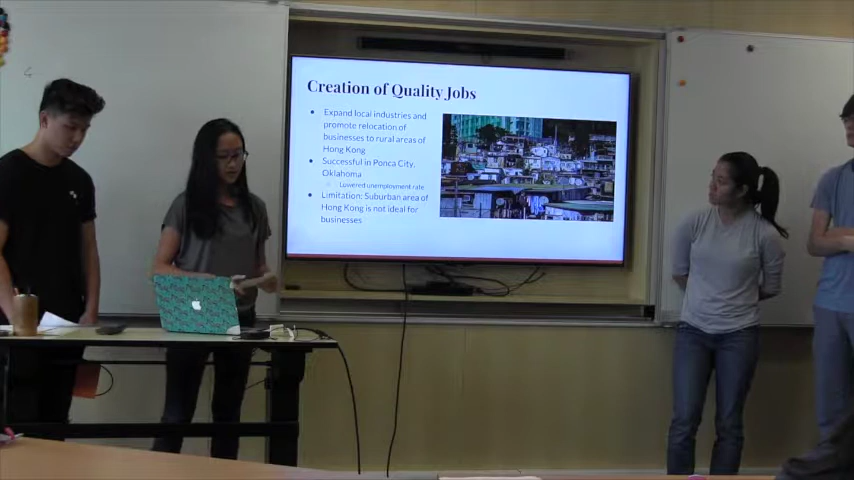 Creation of Quality Jobs
● Expand local industries and
promote relocation of
businesses to rural areas of
Hong Kong
● Successful in Ponca City,
Oklahoma
○ Lowered unemployment rate
● Limitation: Suburban area of
Hong Kong is not ideal for
businesses